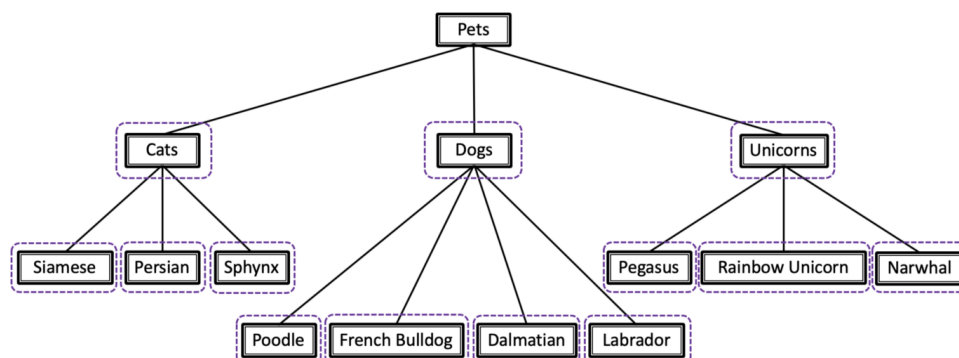 Pets
Cats
Dogs
Unicorns
Siamese
Persian
Sphynx
Pegasus
Rainbow Unicorn
Narwhal
Poodle
French Bulldog
Dalmatian
Labrador